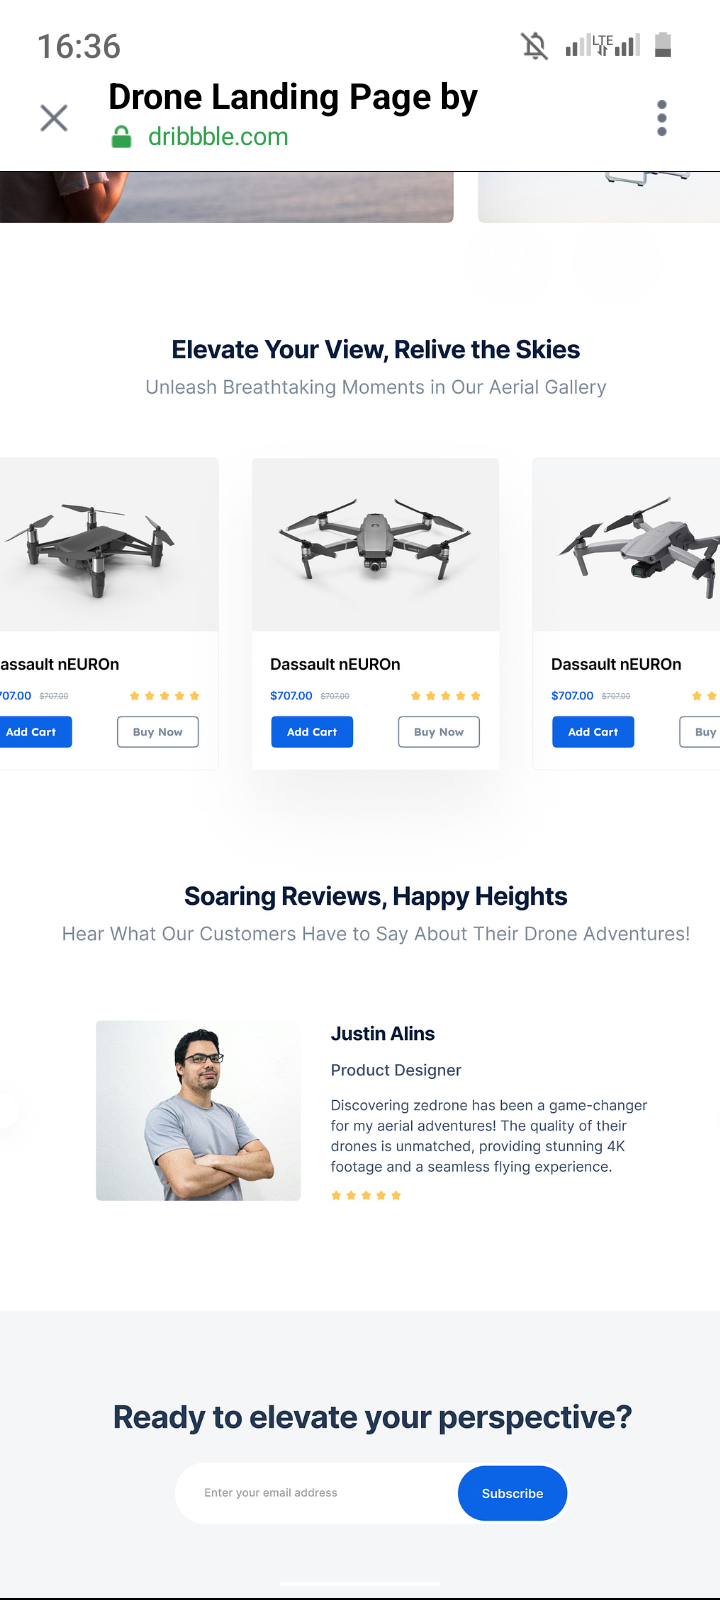 16:36
LTE
Drone Landing Page by
dribbble.com
Elevate Your View, Relive the Skies
Unleash Breathtaking Moments in Our Aerial Gallery
assault nEUROn
707.00 $707.00
Add Cart
Buy Now
Dassault nEUROn
$707.00 $707.00
Add Cart
Buy Now
Dassault nEUROn
$707.00 $707.00
Add Cart
Buy
Soaring Reviews, Happy Heights
Hear What Our Customers Have to Say About Their Drone Adventures!
Justin Alins
Product Designer
Discovering zedrone has been a game-changer
for my aerial adventures! The quality of their
drones is unmatched, providing stunning 4K
footage and a seamless flying experience.
Ready to elevate your perspective?
Enter your email address
Subscribe